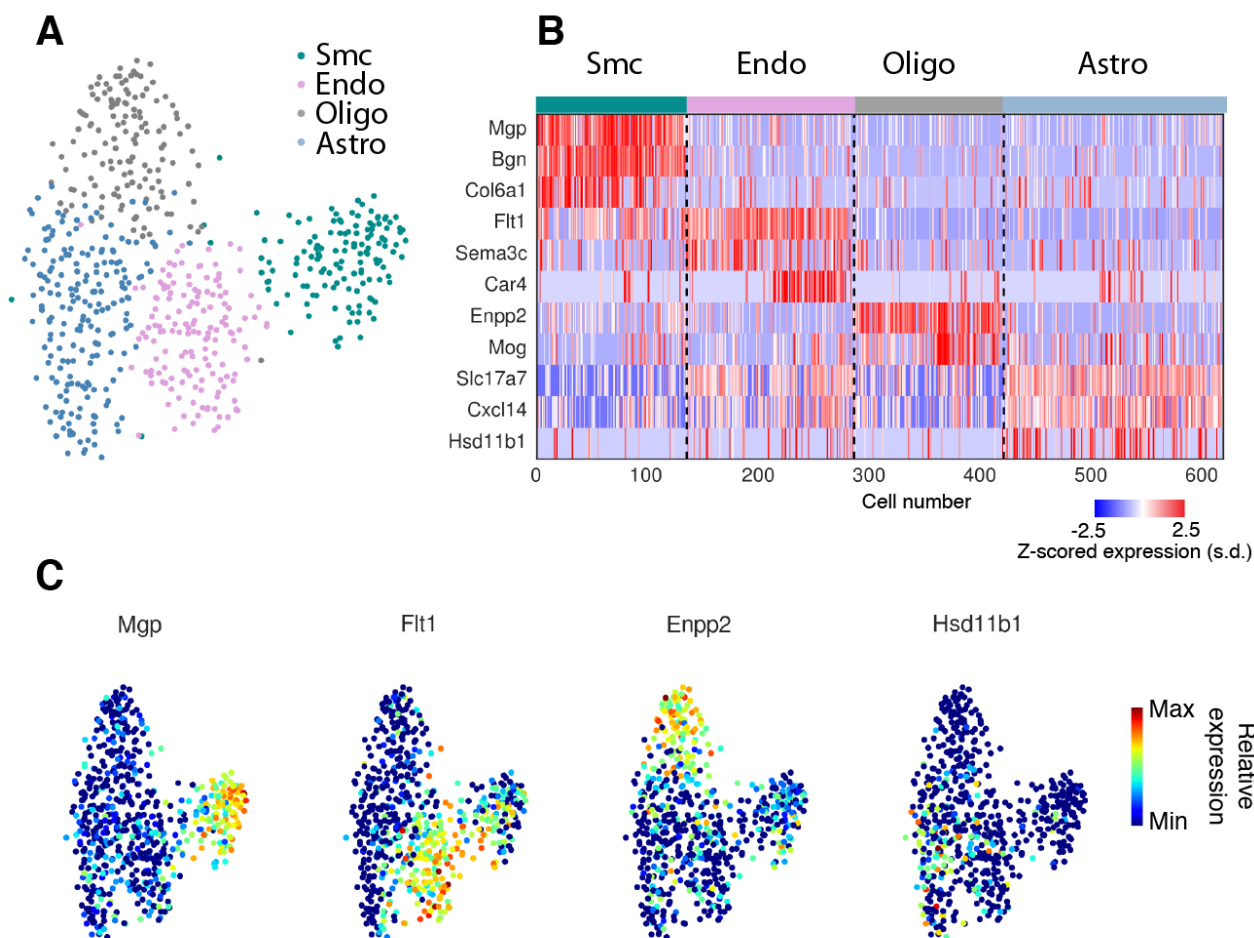 A
Smc
Endo
Oligo
Astro
B
Smc Endo Oligo Astro
Mgp
Bgn
Col6a1
Flt1
Sema3c
Car4
Enpp2
Mog
Slc17a7
Cxcl14
Hsd11b1
0 100 200 300 400 500 600
Cell number
-2.5 2.5
Z-scored expression (s.d.)
C
Mgp Flt1 Enpp2 Hsd11b1
Max
Min
Relative
expression